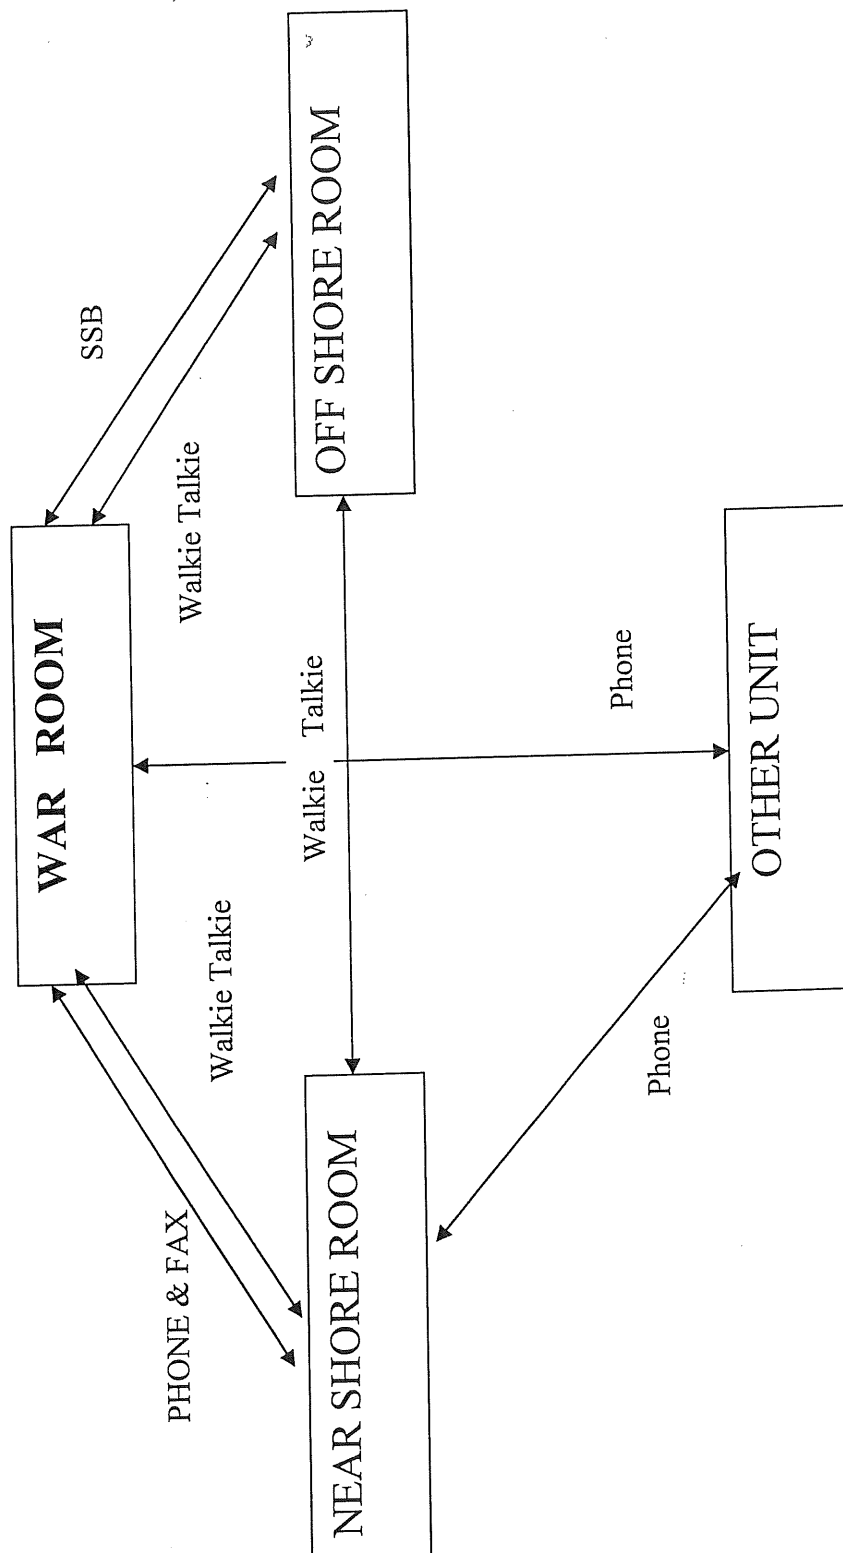 WAR ROOM
PHONE & FAX
Walkie Talkie
Walkie Talkie
SSB
NEAR SHORE ROOM
Walkie Talkie
OFF SHORE ROOM
Phone
Phone
OTHER UNIT